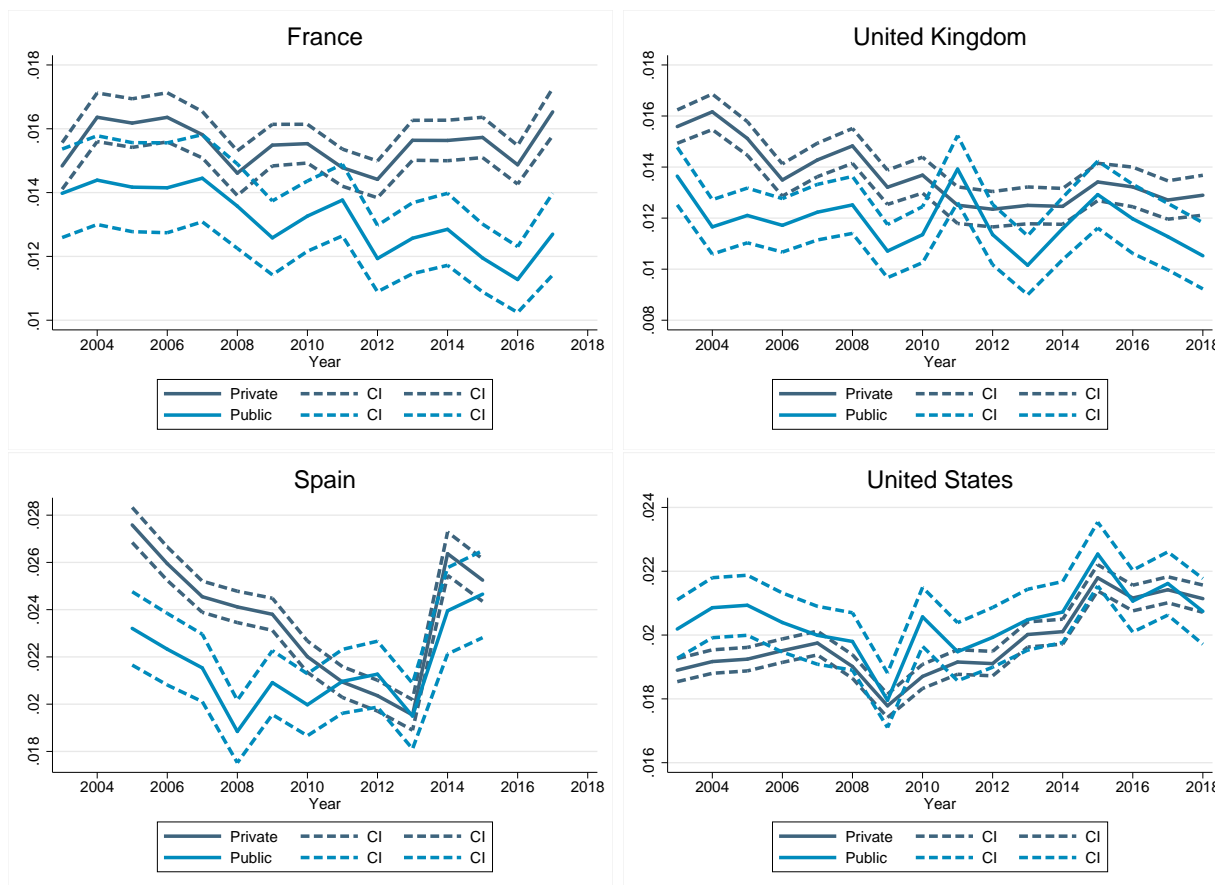 France
.018
.016
.014
.012
.01
2004 2006 2008 2010 2012 2014 2016 2018
Year
Private CI CI
Public CI CI
United Kingdom
.018
.016
.014
.012
.01
.008
2004 2006 2008 2010 2012 2014 2016 2018
Year
Private CI CI
Public CI CI
Spain
.028
.026
.024
.022
.02
.018
2004 2006 2008 2010 2012 2014 2016 2018
Year
Private CI CI
Public CI CI
United States
.024
.022
.02
.018
.016
2004 2006 2008 2010 2012 2014 2016 2018
Year
Private CI CI
Public CI CI